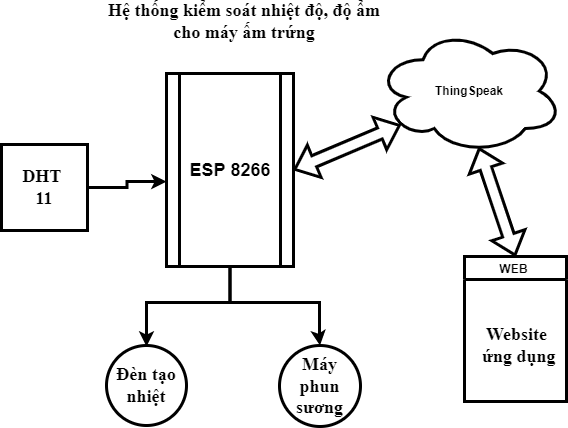 Hệ thống kiểm soát nhiệt độ, độ ẩm
cho máy ấm trứng
ThingSpeak
ESP 8266
DHT
11
WEB
Website
ứng dụng
Đèn tạo
nhiệt
Máy
phun
sương